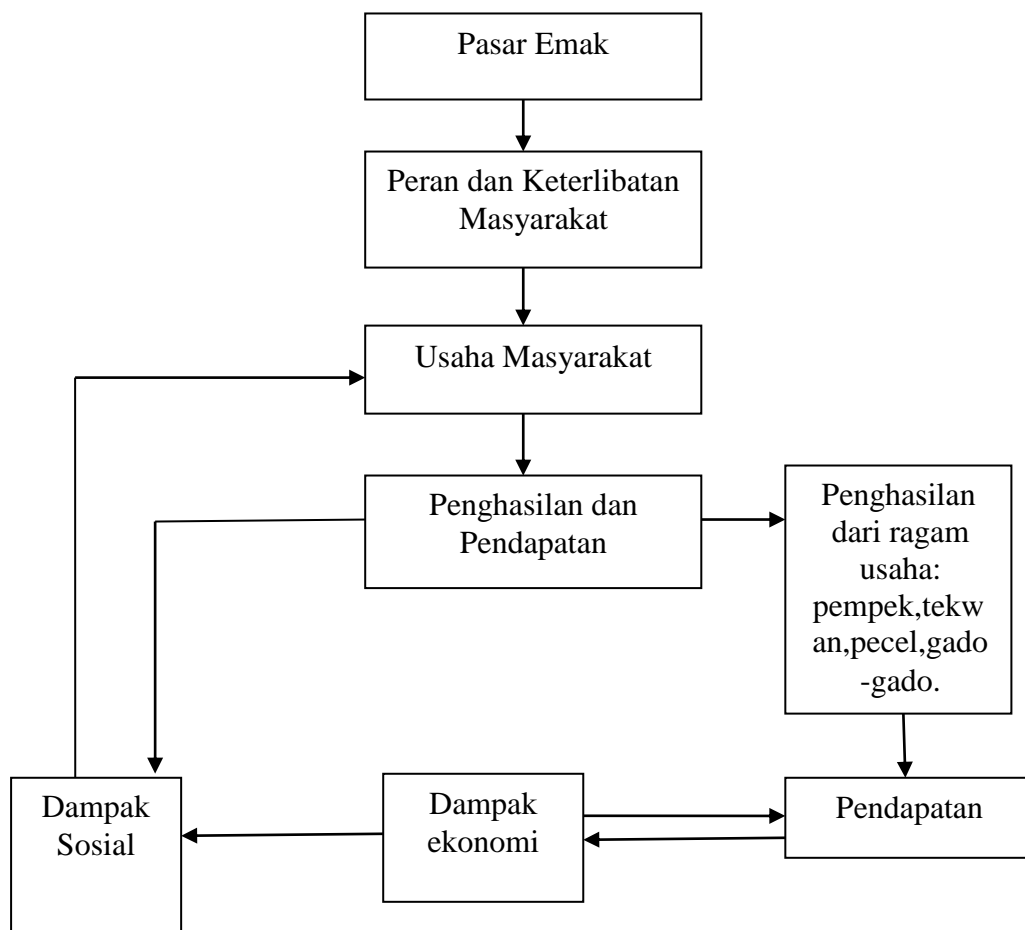 Pasar Emak
Peran dan Keterlibatan
Masyarakat
Usaha Masyarakat
Penghasilan dan
Pendapatan
Penghasilan
dari ragam
usaha:
pempek,tekw
an,pecel,gado
-gado.
Dampak
Sosial
Dampak
ekonomi
Pendapatan